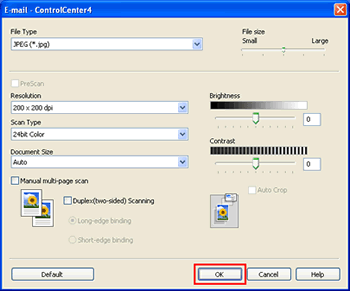 E-mail - ControlCenter4
File Type
File size
JPEG (*.jpg)
Small
Large
PreScan
Resolution
Brightness
200 x 200 dpi
0
Scan Type
24bit Color
Contrast
Document Size
Auto
0
Manual multi-page scan
Auto Crop
Duplex(two-sided) Scanning
Long-edge binding
Short-edge binding
Default
OK
Cancel
Help